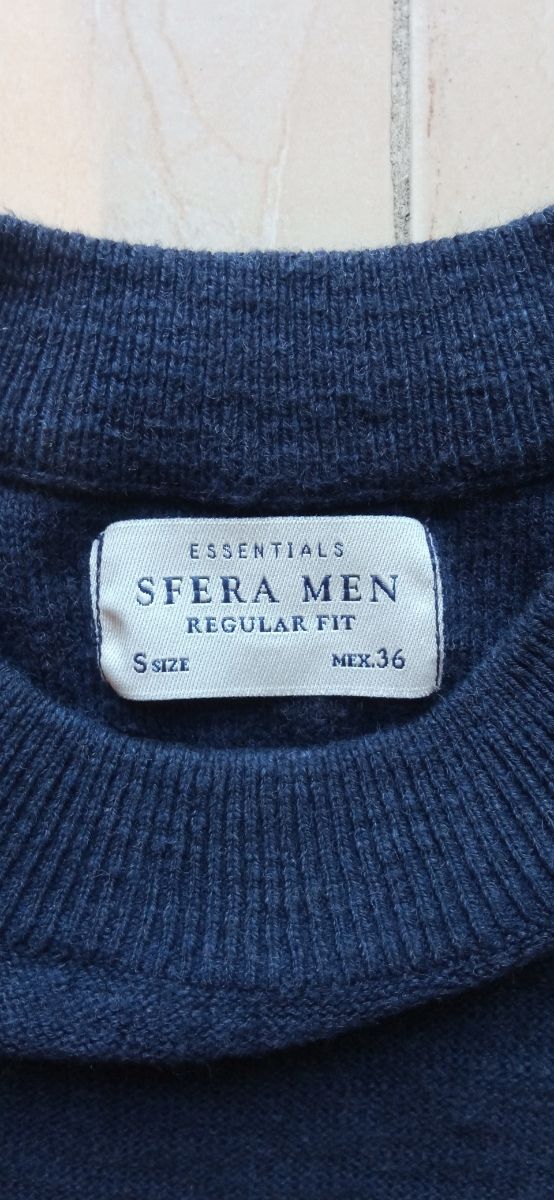 ESSENTIALS
SFERA MEN
REGULAR FIT
S SIZE MEX.36